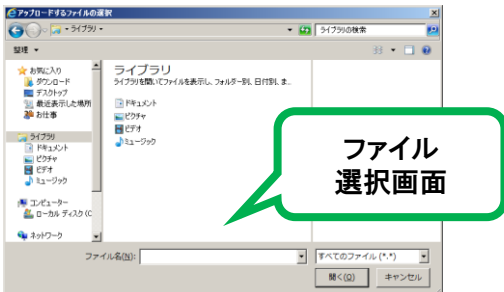 アップロードするファイルの選択
ライブラリ
ライブラリの検索
整理
お気に入り
ダウンロード
デスクトップ
最近表示した場所
お仕事
ライブラリ
ドキュメント
ピクチャ
ビデオ
ミュージック
コンピューター
ローカル ディスク (C
ネットワーク
ライブラリ
ライブラリを開いてファイルを表示し、フォルダー別、日付別、ま...
ドキュメント
ピクチャ
ビデオ
ミュージック
ファイル
選択画面
ファイル名(N):
すべてのファイル (*.*)
開く(O)
キャンセル